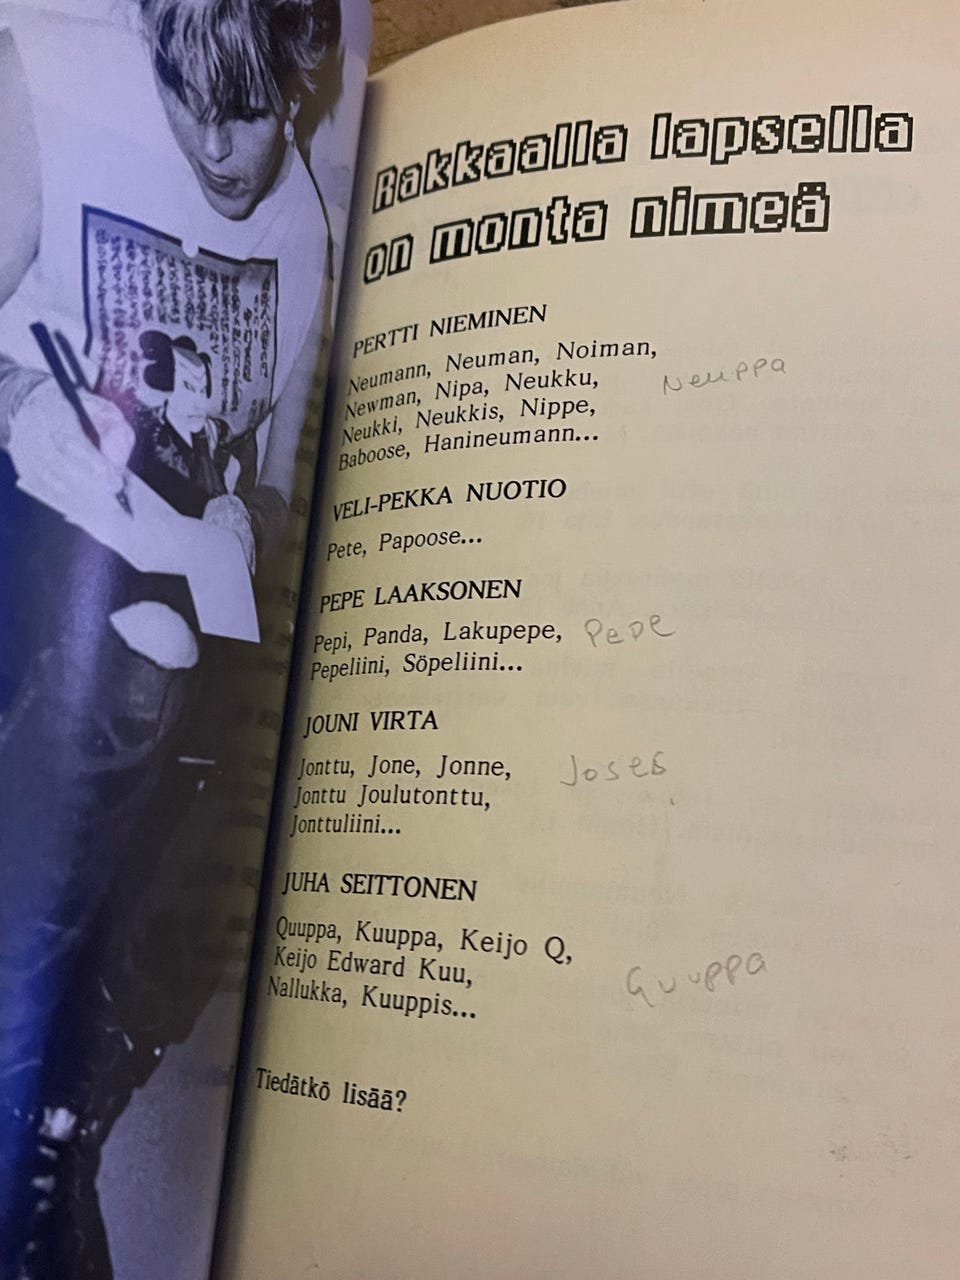 Rakkaalla lapsella
on monta nimeä
PERTTI NIEMINEN
Neumann, Neuman, Noiman,
Newman, Nipa, Neukku,
Neuppa
Neukki, Neukkis, Nippe,
Baboose, Hanineumann...
VELI-PEKKA NUOTIO
Pete, Papoose...
PEPE LAAKSONEN
Pepi, Panda, Lakupepe, Pepe
Pepeliini, Söpeliini...
JOUNI VIRTA
Jonttu, Jone, Jonne, Joses
Jonttu Joulutonttu,
Jonttuliini...
JUHA SEITTONEN
Quuppa, Kuuppa, Keijo Q,
Keijo Edward Kuu, Guuppa
Nallukka, Kuuppis...
Tiedätkö lisää?